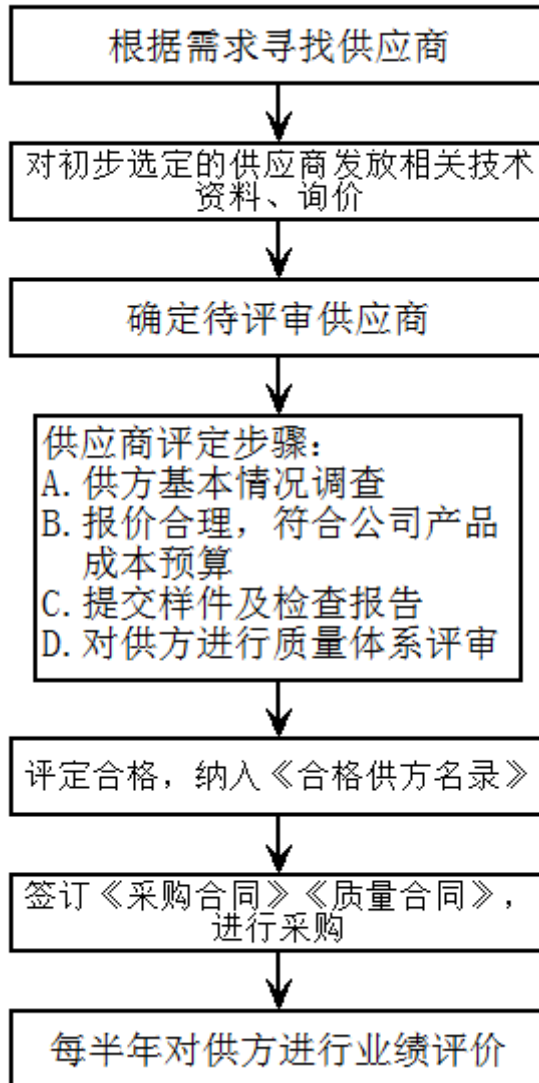 根据需求寻找供应商
对初步选定的供应商发放相关技术
资料、询价
确定待评审供应商
供应商评定步骤：
A.供方基本情况调查
B.报价合理，符合公司产品
成本预算
C.提交样件及检查报告
D.对供方进行质量体系评审
评定合格，纳入《合格供方名录》
签订《采购合同》《质量合同》，
进行采购
每半年对供方进行业绩评价